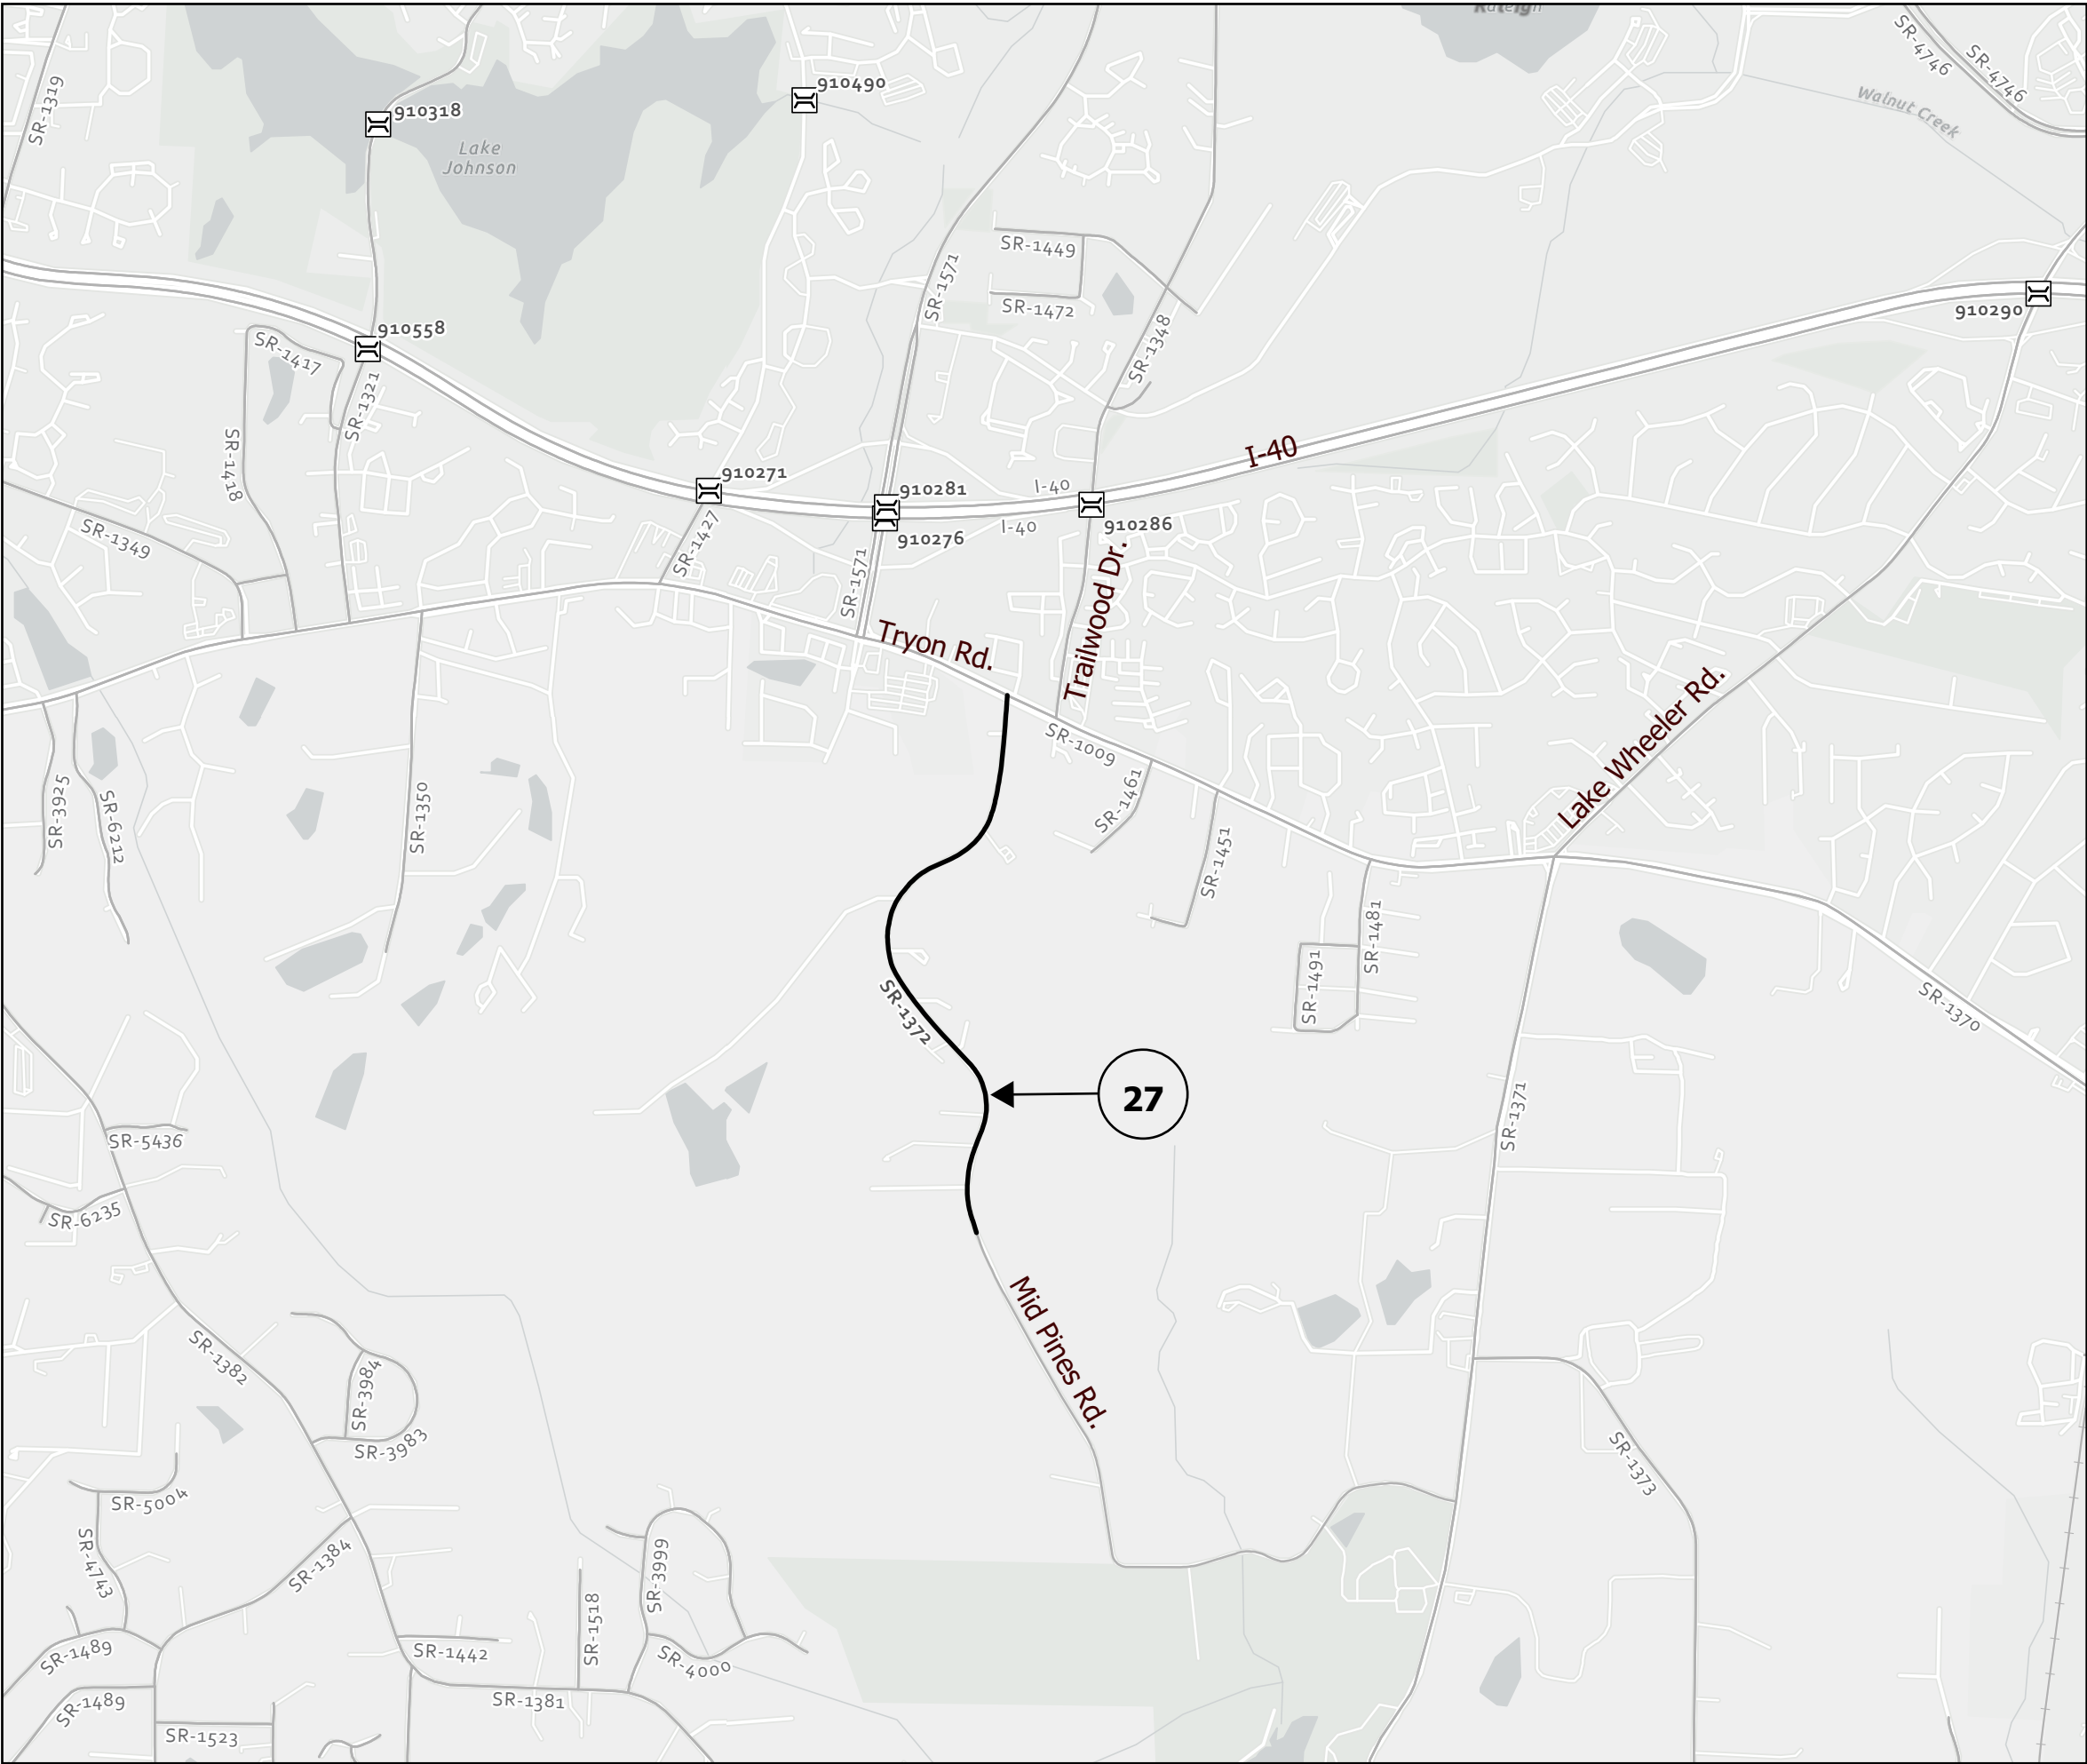 Raleigh
SR-4746
SR-4746
SR-1319
910490
910318
Walnut Creek
Lake
Johnson
SR-1449
SR-1571
SR-1472
910290
SR-1348
910558
SR-1417
SR-1321
SR-1418
I-40
910271
910281
I-40
910286
I-40
910276
SR-1349
SR-1427
SR-1571
Trailwood Dr.
Tryon Rd.
Lake Wheeler Rd.
SR-1009
SR-3925
SR-6212
SR-1350
SR-1461
SR-1451
SR-1481
SR-1491
SR-1372
SR-1370
27
SR-1371
SR-5436
SR-6235
Mid Pines Rd.
SR-1382
SR-3984
SR-3983
SR-1373
SR-5004
SR-4743
SR-1384
SR-3999
SR-1518
SR-1489
SR-1442
SR-4000
SR-1489
SR-1381
SR-1523